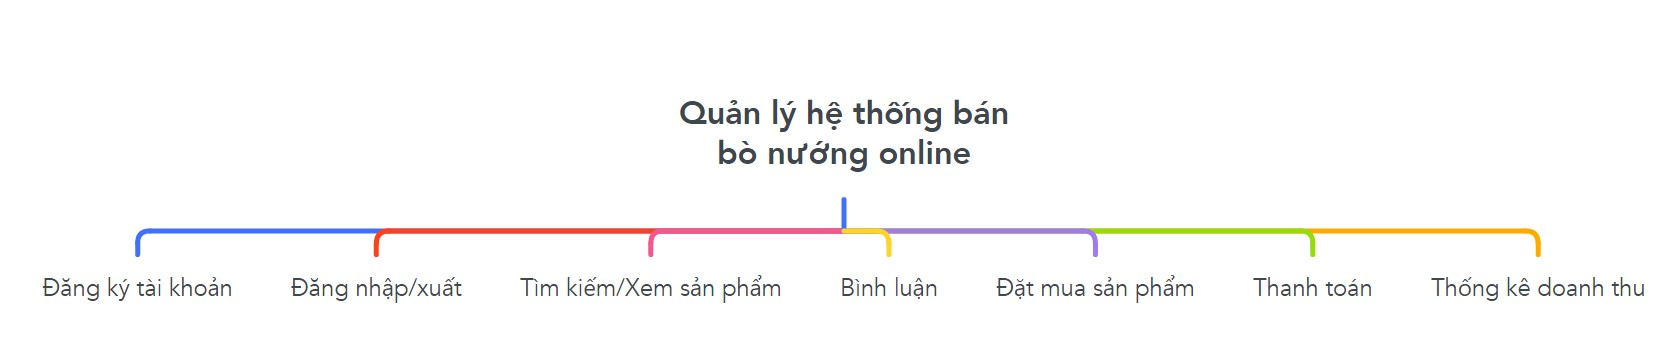 Quản lý hệ thống bán
bò nướng online
Đăng ký tài khoản
Đăng nhập/xuất
Tìm kiếm/Xem sản phẩm
Bình luận
Đặt mua sản phẩm
Thanh toán
Thống kê doanh thu